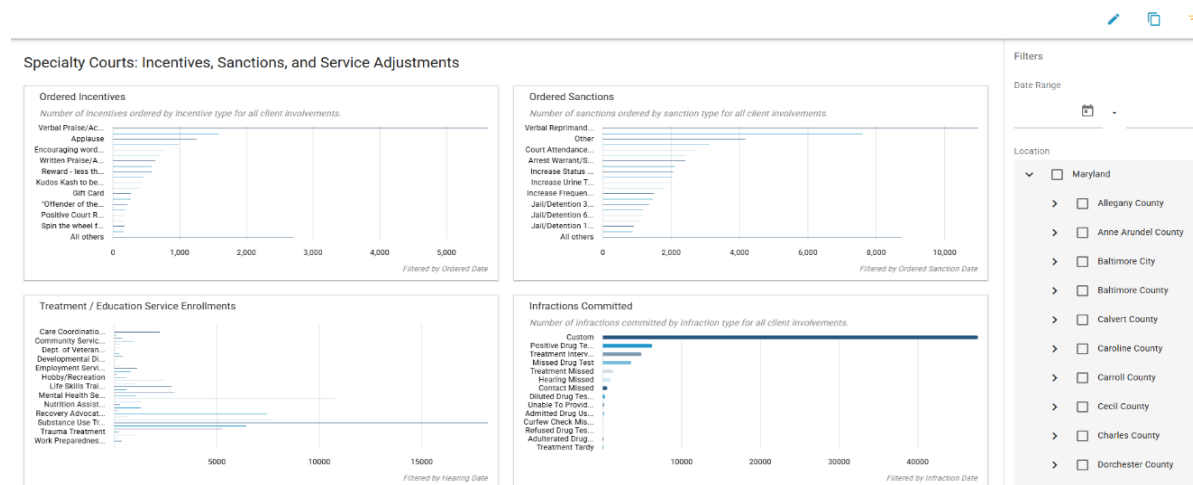 Specialty Courts: Incentives, Sanctions, and Service Adjustments
Ordered Incentives
Number of incentives ordered by incentive type for all client involvements.
Verbal Praise/Ac...
Applause
Encouraging word...
Written Praise/A...
Reward - less th...
Kudos Kash to be...
Gift Card
"Offender of the...
Positive Court R...
Spin the wheel f...
All others
0 1,000 2,000 3,000 4,000 5,000
Filtered by Ordered Date
Ordered Sanctions
Number of sanctions ordered by sanction type for all client involvements.
Verbal Reprimand...
Other
Court Attendance...
Arrest Warrant/S...
Increase Status ...
Increase Urine T...
Increase Frequen...
Jail/Detention 3...
Jail/Detention 6...
Jail/Detention 1...
All others
0 2,000 4,000 6,000 8,000 10,000
Filtered by Ordered Sanction Date
Treatment / Education Service Enrollments
Care Coordinatio...
Community Servic...
Dept. of Veteran...
Developmental Di...
Employment Servi...
Hobby/Recreation
Life Skills Trai...
Mental Health Se...
Nutrition Assist...
Recovery Advocat...
Substance Use Tr...
Trauma Treatment
Work Preparednes...
5000 10000 15000
Filtered by Hearing Date
Infractions Committed
Number of infractions committed by infraction type for all client involvements.
Custom
Positive Drug Te...
Treatment Interv...
Missed Drug Test
Treatment Missed
Hearing Missed
Contact Missed
Diluted Drug Tes...
Unable To Provid...
Admitted Drug Us...
Curfew Check Mis...
Refused Drug Tes...
Adulterated Drug...
Treatment Tardy
10000 20000 30000 40000
Filtered by Infraction Date
Filters
Date Range
-
Location
Maryland
Allegany County
Anne Arundel County
Baltimore City
Baltimore County
Calvert County
Caroline County
Carroll County
Cecil County
Charles County
Dorchester County